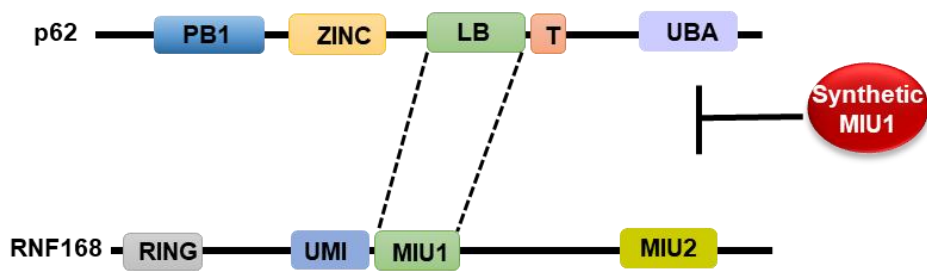 p62 PB1 ZINC LB T UBA
Synthetic
MIU1
RNF168 RING UMI MIU1 MIU2